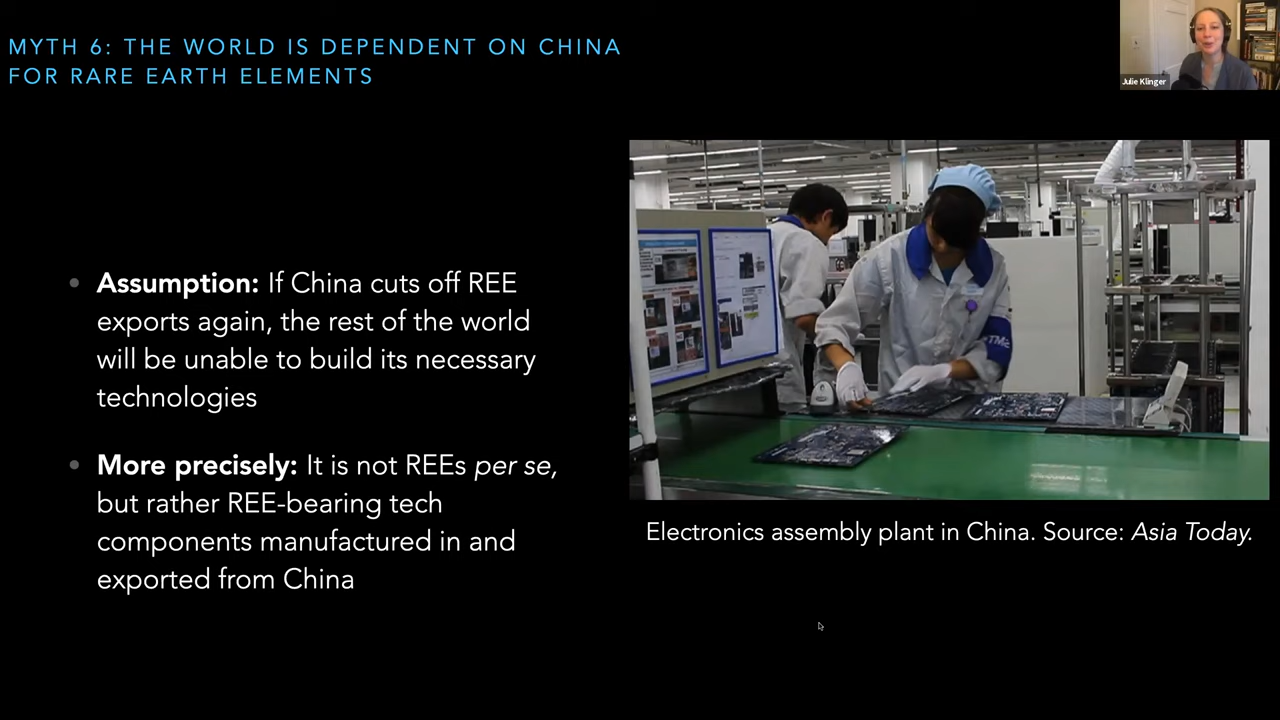 MYTH 6: THE WORLD IS DEPENDENT ON CHINA
FOR RARE EARTH ELEMENTS
Julie Klinger
• Assumption: If China cuts off REE
exports again, the rest of the world
will be unable to build its necessary
technologies
• More precisely: It is not REEs per se,
but rather REE-bearing tech
components manufactured in and
exported from China
Electronics assembly plant in China. Source: Asia Today.